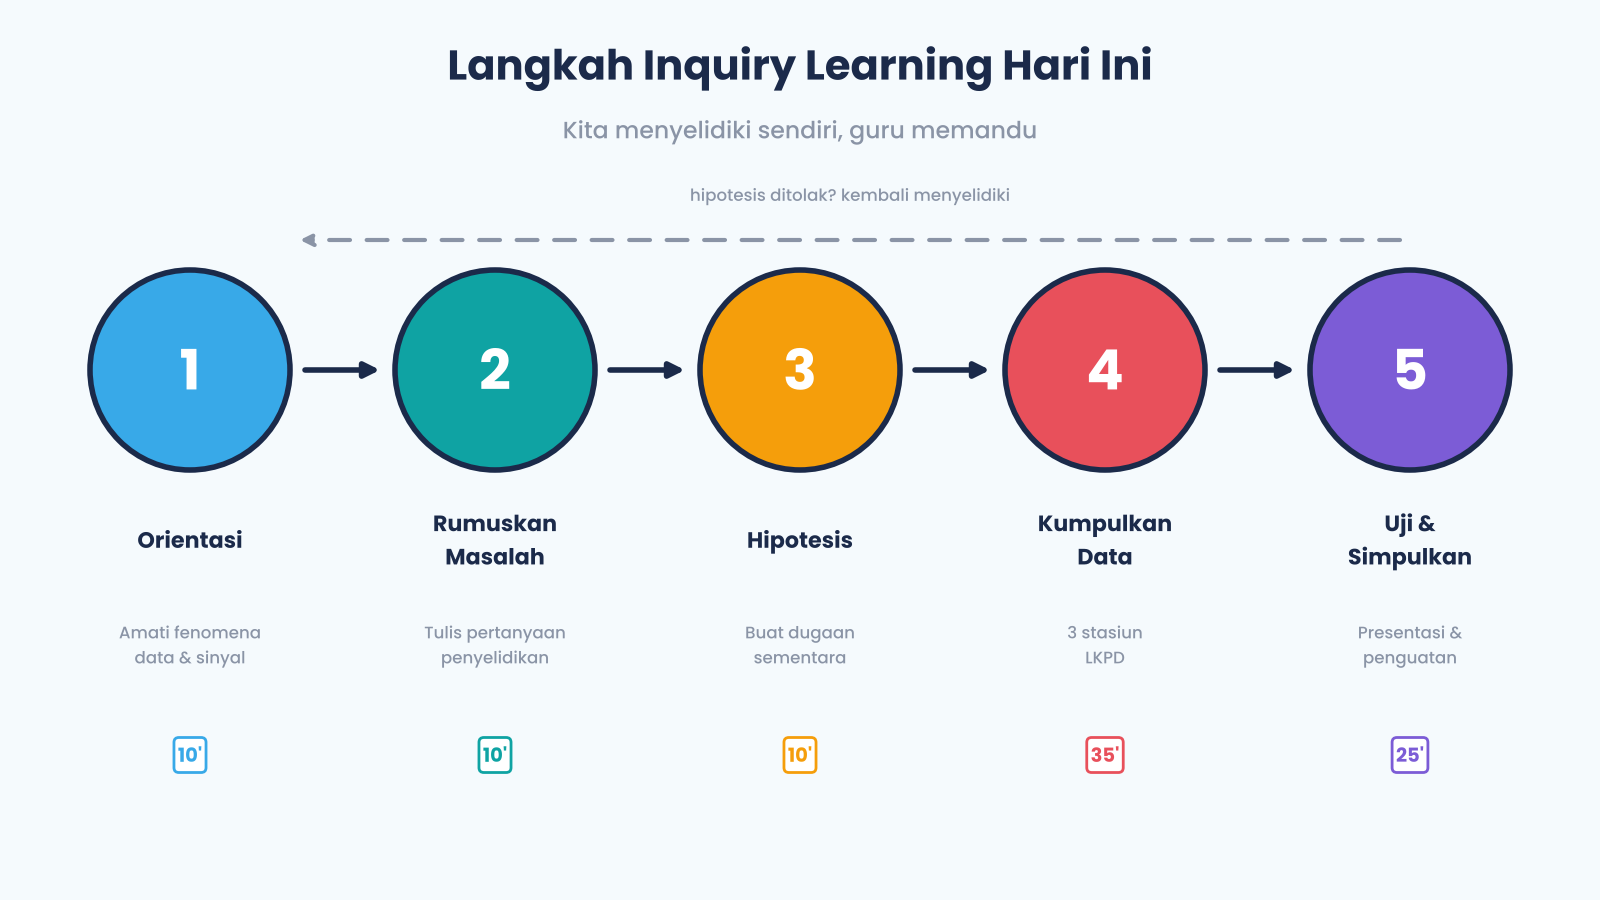 Langkah Inquiry Learning Hari Ini
Kita menyelidiki sendiri, guru memandu
hipotesis ditolak? kembali menyelidiki
1
2
3
4
5
Orientasi
Rumuskan
Masalah
Hipotesis
Kumpulkan
Data
Uji &
Simpulkan
Amati fenomena
data & sinyal
Tulis pertanyaan
penyelidikan
Buat dugaan
sementara
3 stasiun
LKPD
Presentasi &
penguatan
10'
10'
10'
35'
25'